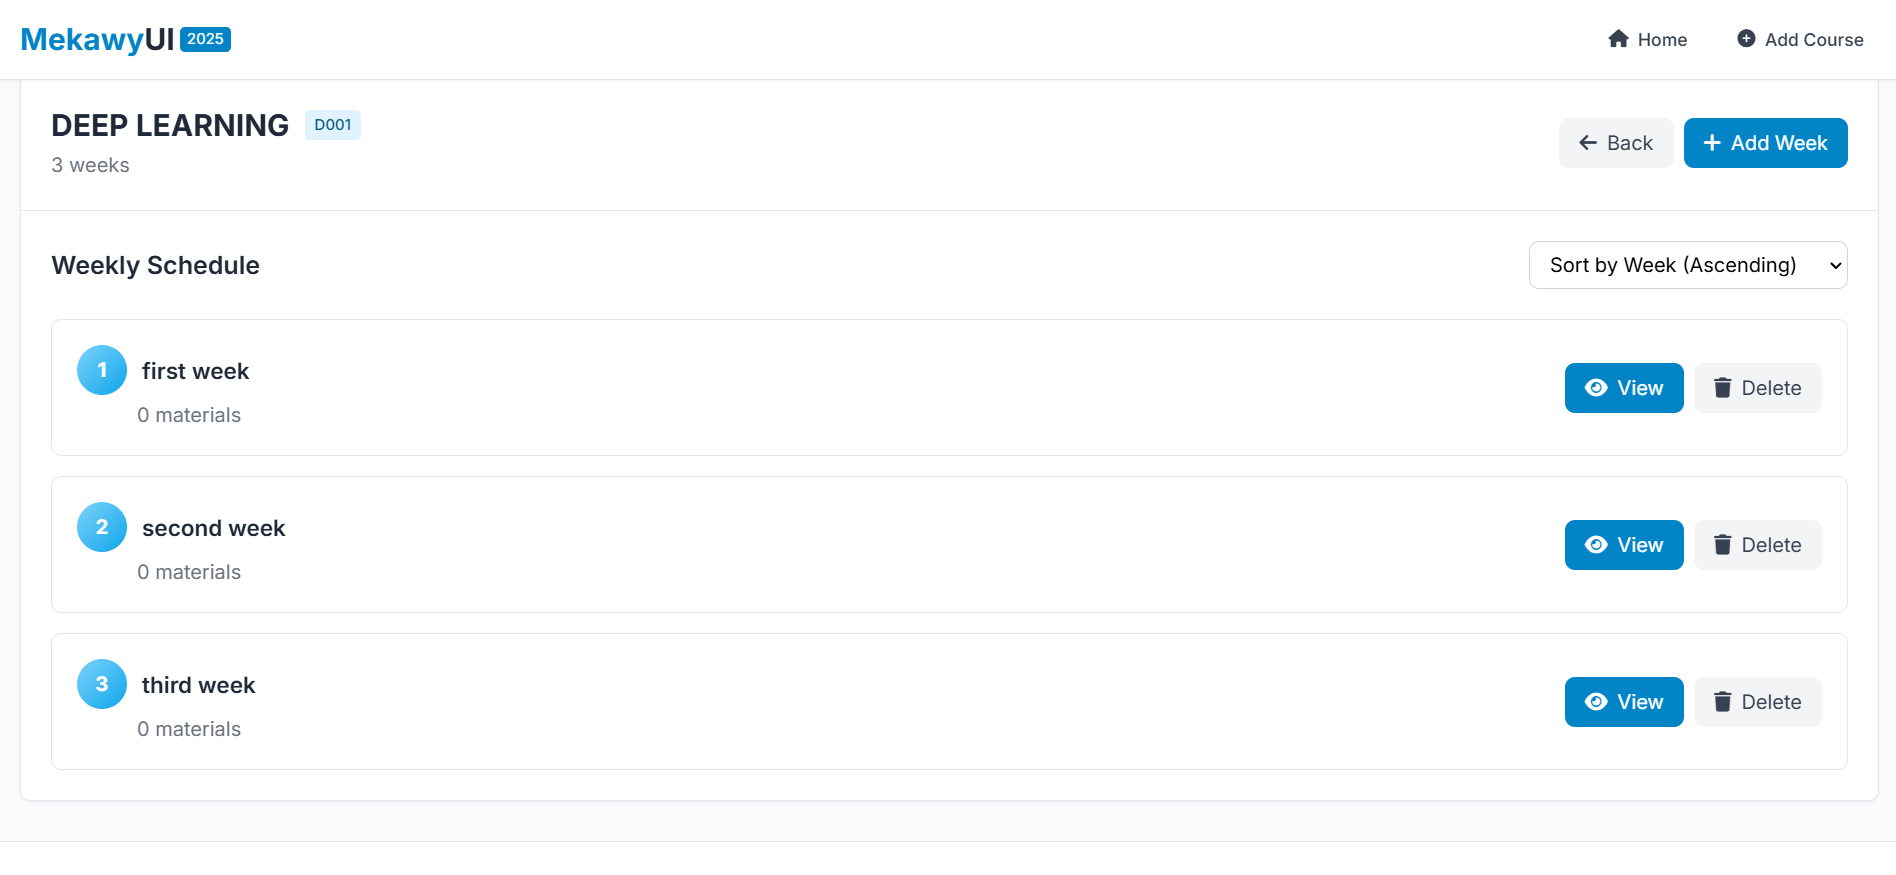 MekawyUI 2025
Home
Add Course
DEEP LEARNING D001
3 weeks
Back
Add Week
Weekly Schedule
Sort by Week (Ascending)
1 first week
0 materials
View
Delete
2 second week
0 materials
View
Delete
3 third week
0 materials
View
Delete